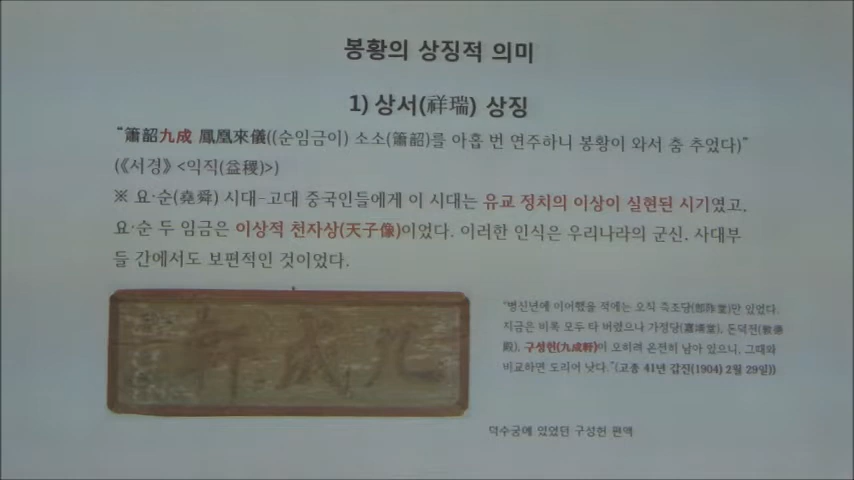 봉황의 상징적 의미
1) 상서(祥瑞) 상징
"簫韶九成 鳳凰來儀((순임금이) 소소(簫韶)를 아홉 번 연주하니 봉황이 와서 춤 추었다)"
(《서경》 <익직(益稷)>)
※ 요·순(堯舜) 시대-고대 중국인들에게 이 시대는 유교 정치의 이상이 실현된 시기였고,
요·순 두 임금은 이상적 천자상(天子像)이었다. 이러한 인식은 우리나라의 군신, 사대부
들 간에서도 보편적인 것이었다.
軒成九
"병신년에 이어했을 적에는 오직 즉조당(卽阼堂)만 있었다.
지금은 비록 모두 타 버렸으나 가정당(嘉靖堂), 돈덕전(惇德
殿), 구성헌(九成軒)이 오히려 온전히 남아 있으니, 그때와
비교하면 도리어 낫다."(고종 41년 갑진(1904) 2월 29일))
덕수궁에 있었던 구성헌 편액